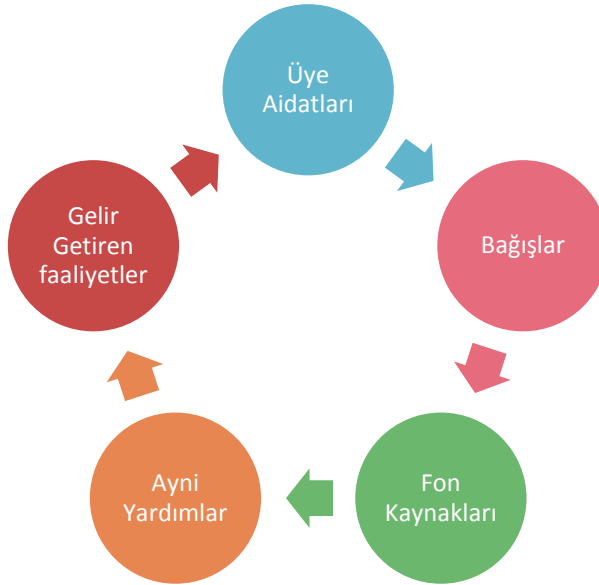 Üye
Aidatları
Bağışlar
Fon
Kaynakları
Ayni
Yardımlar
Gelir
Getiren
faaliyetler